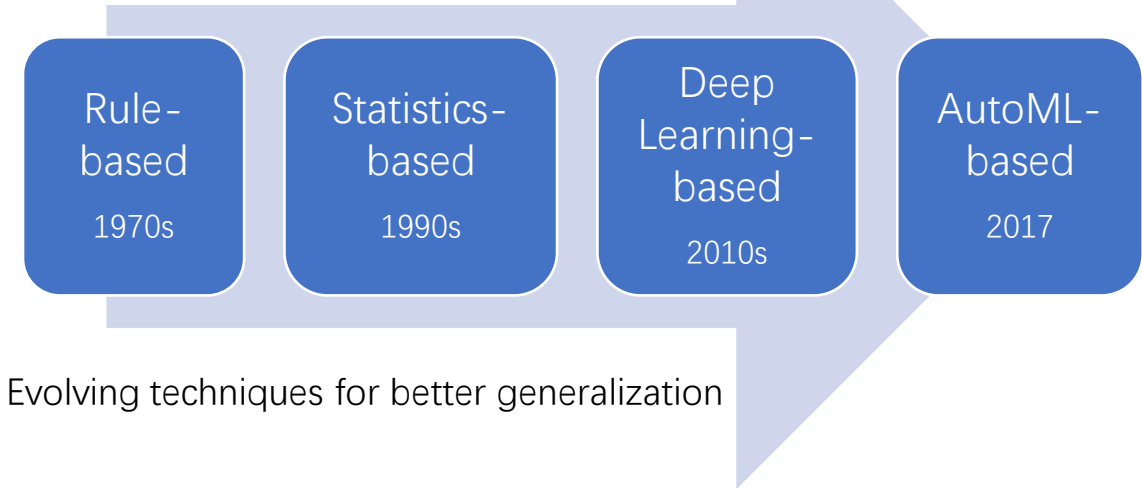 Rule-
based
1970s
Statistics-
based
1990s
Deep
Learning-
based
2010s
AutoML-
based
2017
Evolving techniques for better generalization